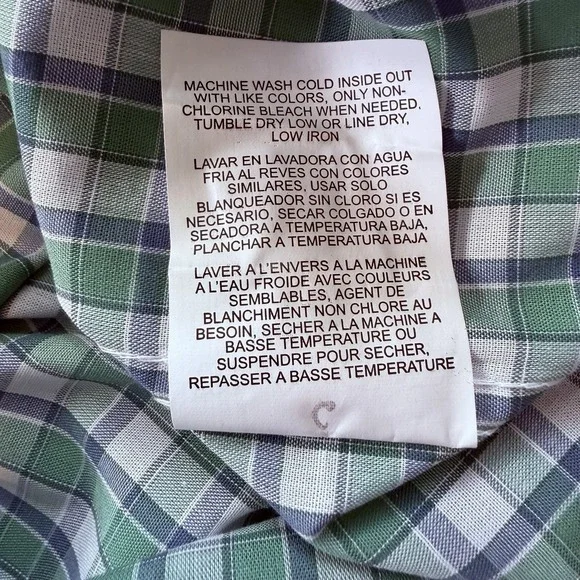 MACHINE WASH COLD INSIDE OUT
WITH LIKE COLORS, ONLY NON-
CHLORINE BLEACH WHEN NEEDED,
TUMBLE DRY LOW OR LINE DRY,
LOW IRON
LAVAR EN LAVADORA CON AGUA
FRIA AL REVES CON COLORES
SIMILARES, USAR SOLO
BLANQUEADOR SIN CLORO SI ES
NECESARIO, SECAR COLGADO O EN
SECADORA A TEMPERATURA BAJA,
PLANCHAR A TEMPERATURA BAJA
LAVER A L'ENVERS A LA MACHINE
A L'EAU FROIDE AVEC COULEURS
SEMBLABLES, AGENT DE
BLANCHIMENT NON CHLORE AU
BESOIN, SECHER A LA MACHINE A
BASSE TEMPERATURE OU
SUSPENDRE POUR SECHER,
REPASSER A BASSE TEMPERATURE
C